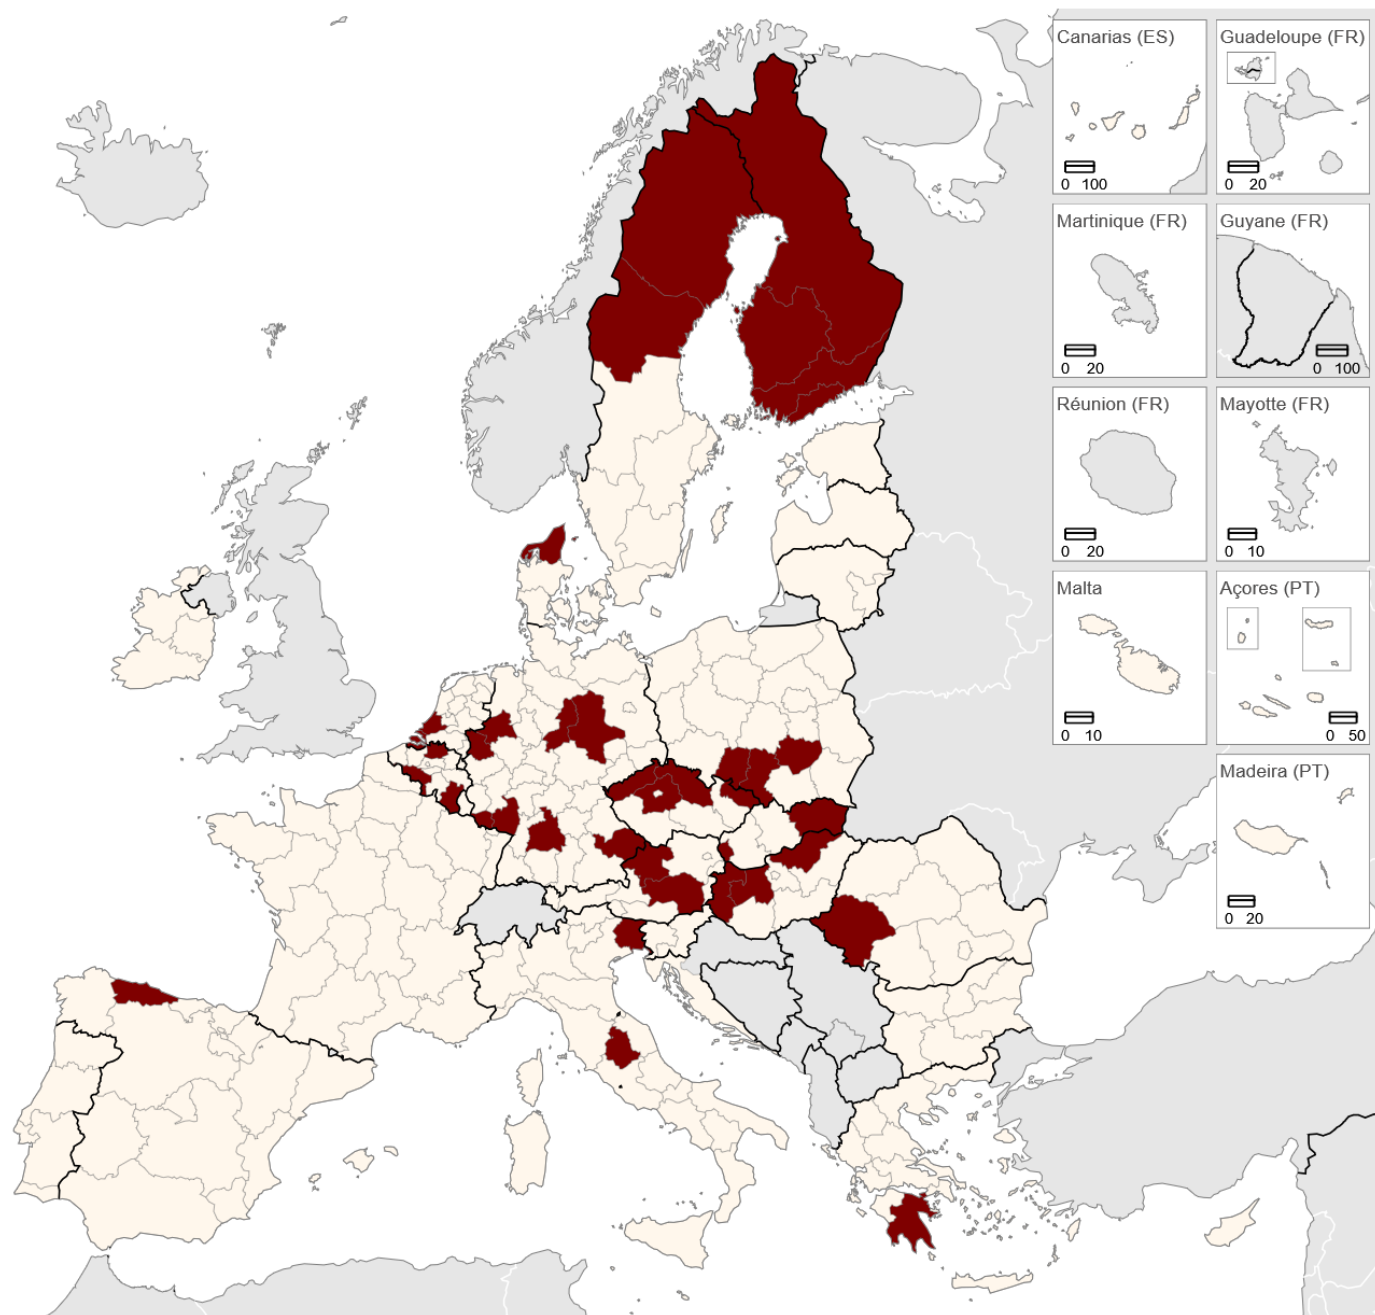 Canarias (ES)
0 100
Guadeloupe (FR)
0 20
Martinique (FR)
0 20
Guyane (FR)
0 100
Réunion (FR)
0 20
Mayotte (FR)
0 10
Malta
0 10
Açores (PT)
0 50
Madeira (PT)
0 20